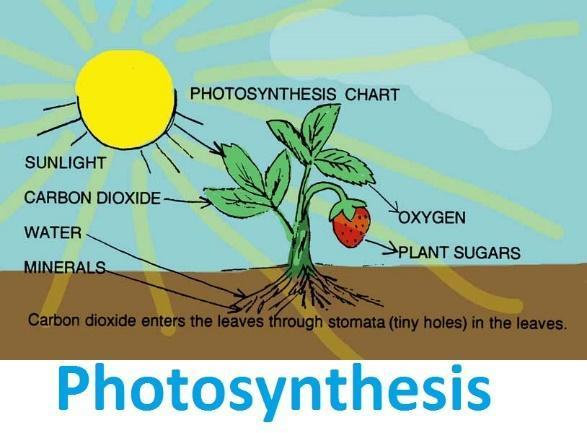 PHOTOSYNTHESIS CHART
SUNLIGHT
CARBON DIOXIDE
WATER
MINERALS
OXYGEN
PLANT SUGARS
Carbon dioxide enters the leaves through stomata (tiny holes) in the leaves.
Photosynthesis